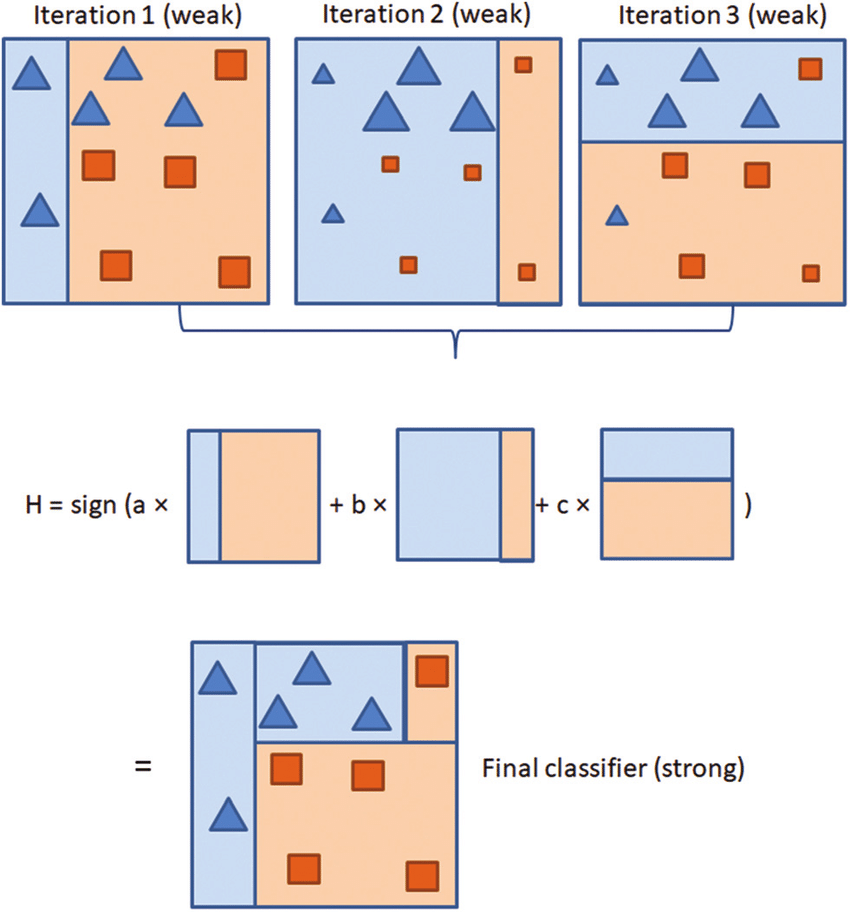 Iteration 1 (weak) Iteration 2 (weak) Iteration 3 (weak)
H = sign (a × + b × + c × )
= Final classifier (strong)